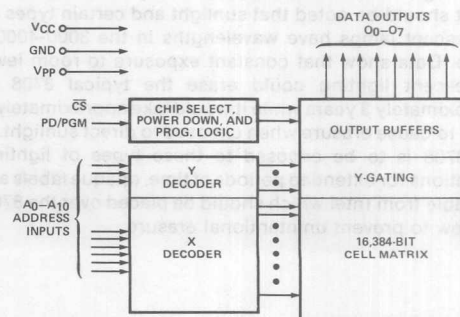 DATA OUTPUTS
O0–O7
VCC
GND
VPP
CS
PD/PGM
CHIP SELECT,
POWER DOWN, AND
PROG. LOGIC
OUTPUT BUFFERS
Y
DECODER
Y-GATING
A0–A10
ADDRESS
INPUTS
X
DECODER
16,384-BIT
CELL MATRIX